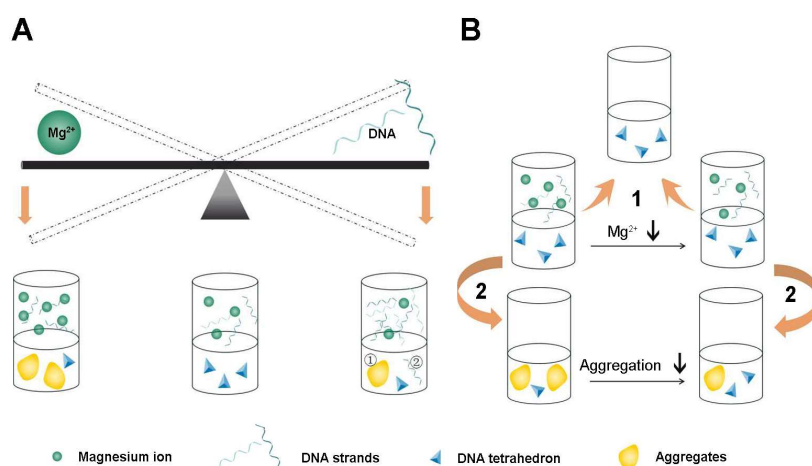 A
B
Mg²⁺
DNA
1
Mg²⁺ ↓
2
2
① ②
Aggregation ↓
Magnesium ion
DNA strands
DNA tetrahedron
Aggregates